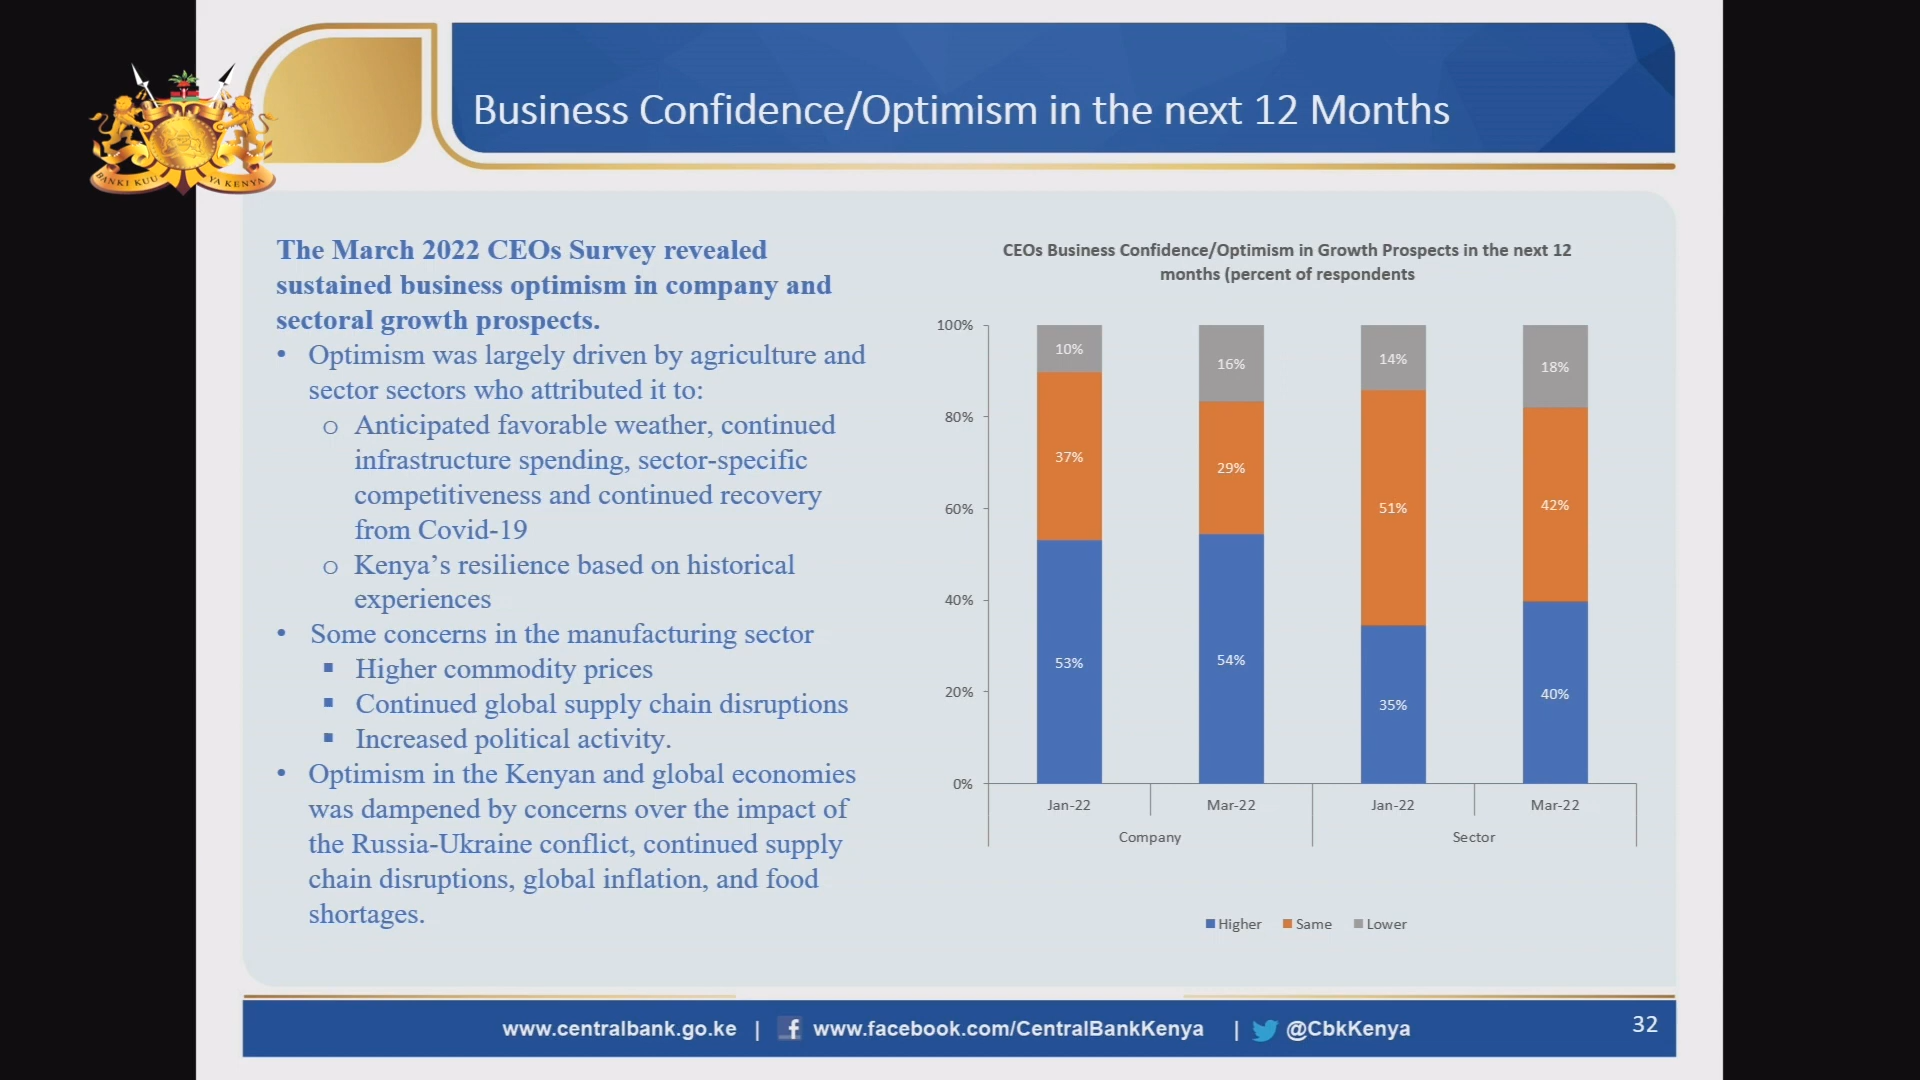 Business Confidence/Optimism in the next 12 Months
BANKI KUU YA KENYA
The March 2022 CEOs Survey revealed
sustained business optimism in company and
sectoral growth prospects.
• Optimism was largely driven by agriculture and
sector sectors who attributed it to:
o Anticipated favorable weather, continued
infrastructure spending, sector-specific
competitiveness and continued recovery
from Covid-19
o Kenya’s resilience based on historical
experiences
• Some concerns in the manufacturing sector
▪ Higher commodity prices
▪ Continued global supply chain disruptions
▪ Increased political activity.
• Optimism in the Kenyan and global economies
was dampened by concerns over the impact of
the Russia-Ukraine conflict, continued supply
chain disruptions, global inflation, and food
shortages.
CEOs Business Confidence/Optimism in Growth Prospects in the next 12
months (percent of respondents
100%
80%
60%
40%
20%
0%
10% 16% 14% 18%
37% 29% 51% 42%
53% 54% 35% 40%
Jan-22 Mar-22 Jan-22 Mar-22
Company Sector
Higher Same Lower
www.centralbank.go.ke | www.facebook.com/CentralBankKenya | @CbkKenya
32